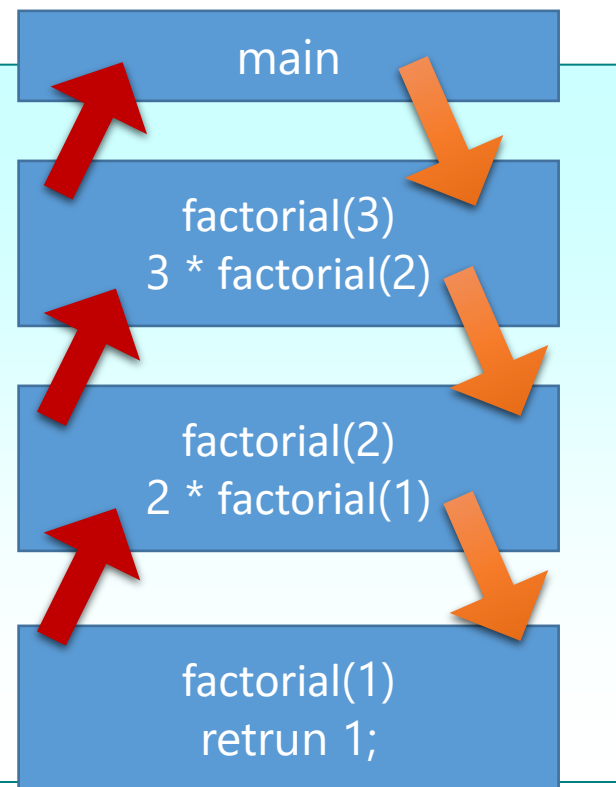 main
factorial(3)
3 * factorial(2)
factorial(2)
2 * factorial(1)
factorial(1)
retrun 1;